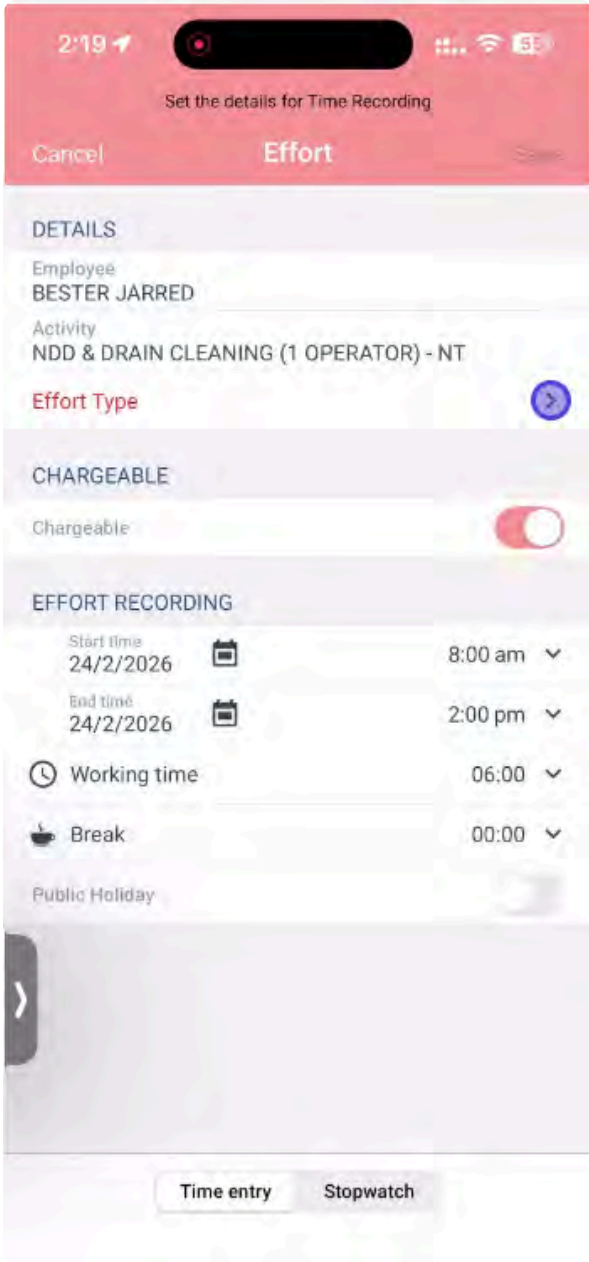 2:19
Set the details for Time Recording
Cancel Effort Save
DETAILS
Employee
BESTER JARRED
Activity
NDD & DRAIN CLEANING (1 OPERATOR) - NT
Effort Type
CHARGEABLE
Chargeable
EFFORT RECORDING
Start time
24/2/2026 8:00 am
End time
24/2/2026 2:00 pm
Working time 06:00
Break 00:00
Public Holiday
Time entry Stopwatch